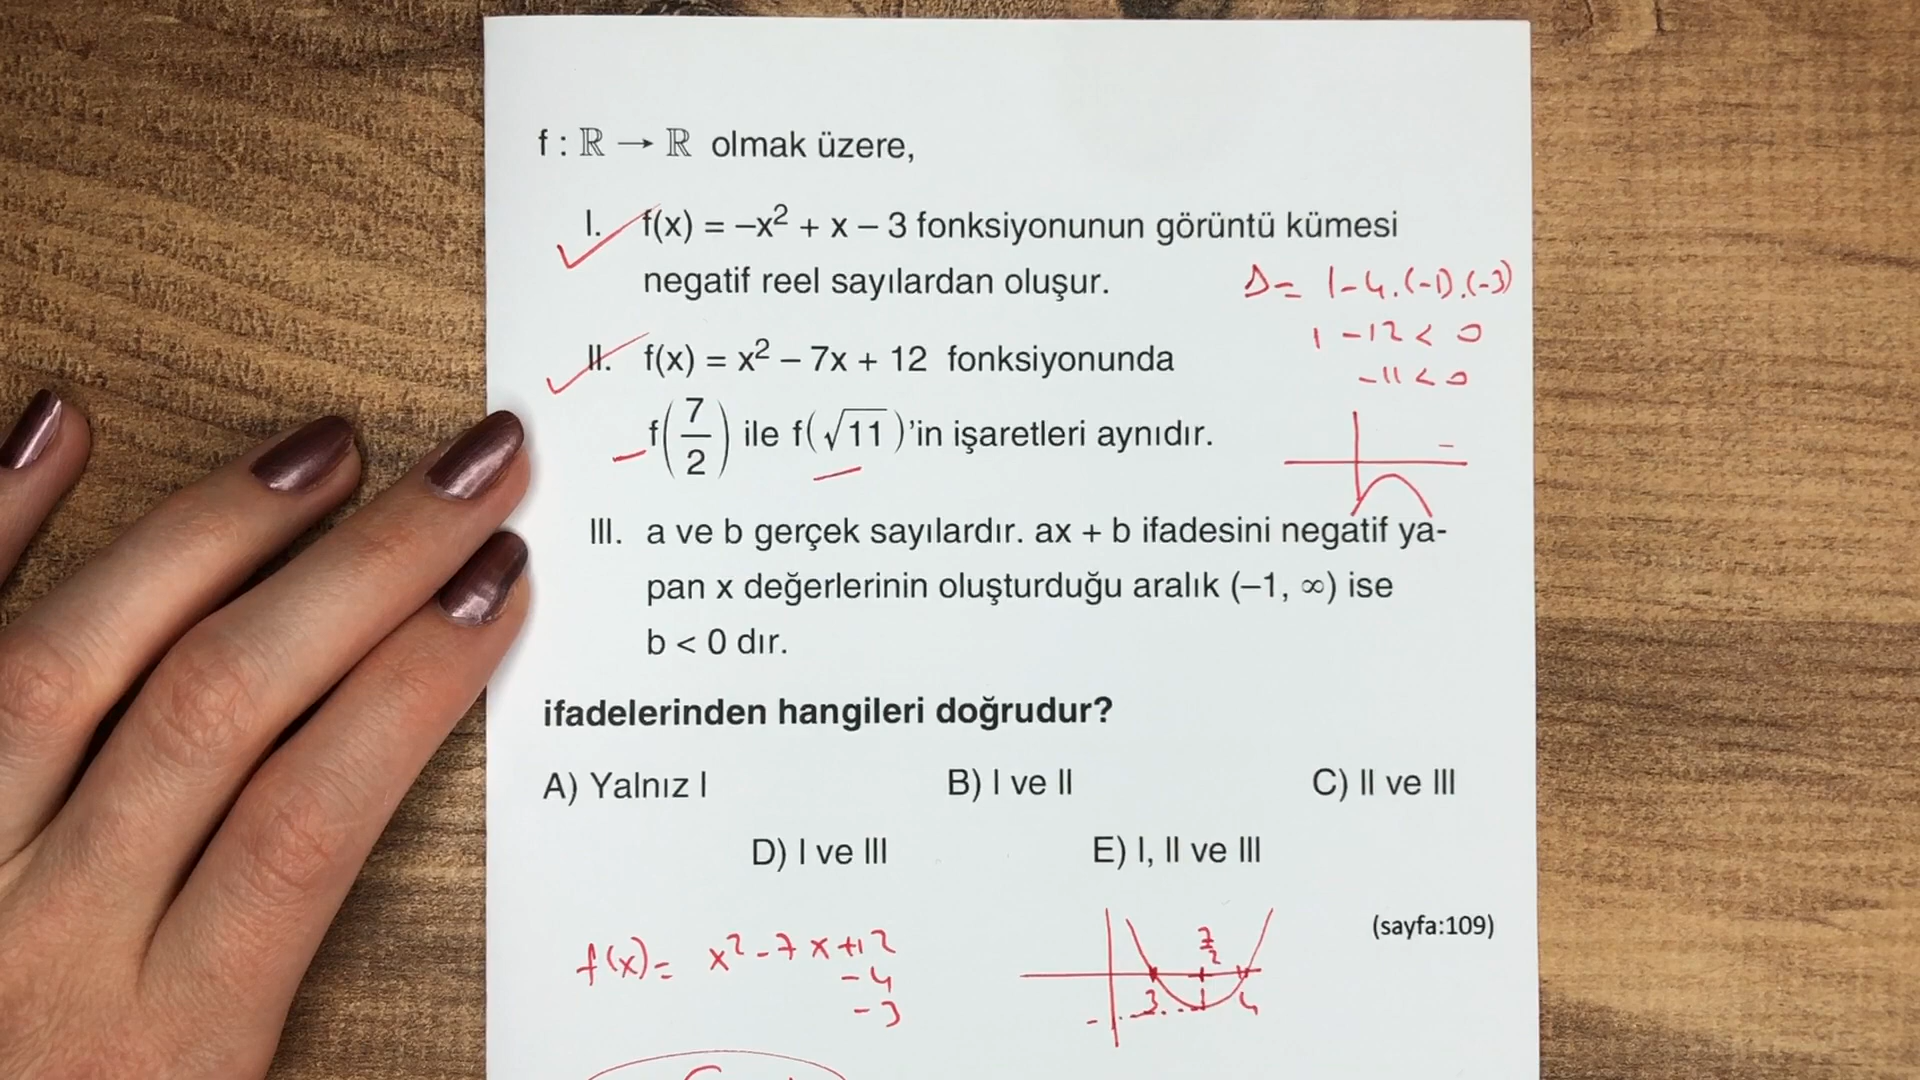 f : ℝ → ℝ olmak üzere,
I. f(x) = –x² + x – 3 fonksiyonunun görüntü kümesi
negatif reel sayılardan oluşur.
Δ = 1-4.(-1).(-3)
1 -12 < 0
-11 < 0
II. f(x) = x² – 7x + 12 fonksiyonunda
f(7/2) ile f(√11)'in işaretleri aynıdır.
–
III. a ve b gerçek sayılardır. ax + b ifadesini negatif ya-
pan x değerlerinin oluşturduğu aralık (–1, ∞) ise
b < 0 dır.
ifadelerinden hangileri doğrudur?
A) Yalnız I B) I ve II C) II ve III
D) I ve III E) I, II ve III
(sayfa:109)
f(x) = x² - 7x + 12
-4
-3
7/2
3 4
-